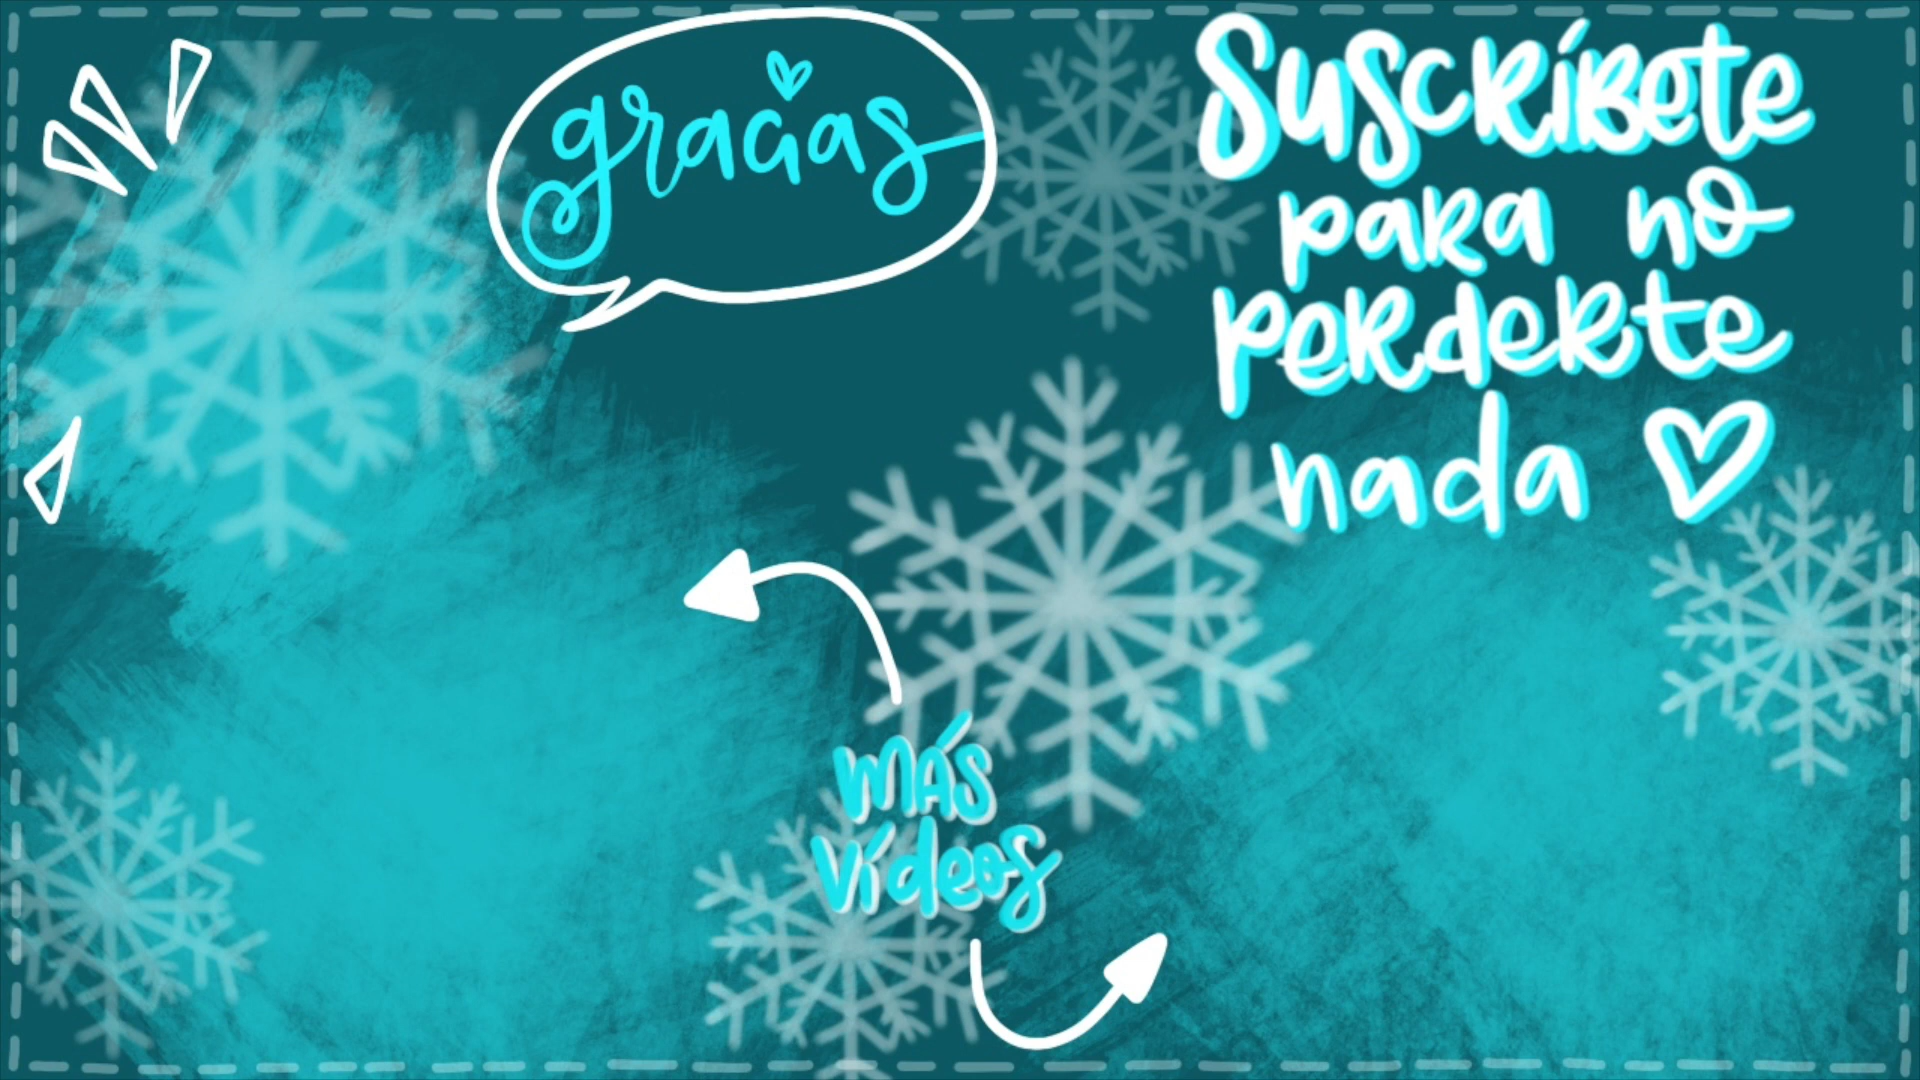 gracias
Suscríbete
para no
perderte
nada
más
vídeos